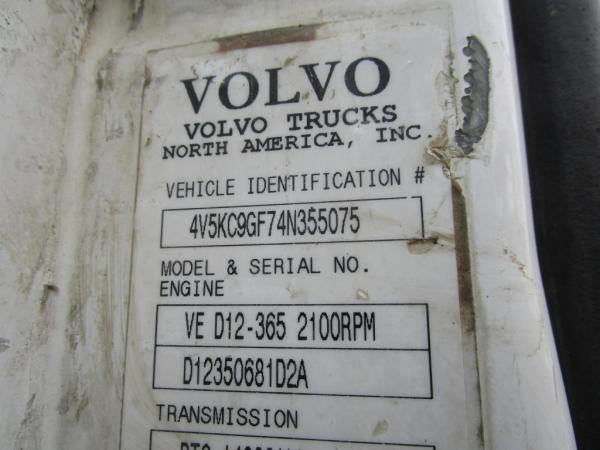 VOLVO
VOLVO TRUCKS
NORTH AMERICA, INC.
VEHICLE IDENTIFICATION #
4V5KC9GF74N355075
MODEL & SERIAL NO.
ENGINE
VE D12-365 2100RPM
D12350681D2A
TRANSMISSION